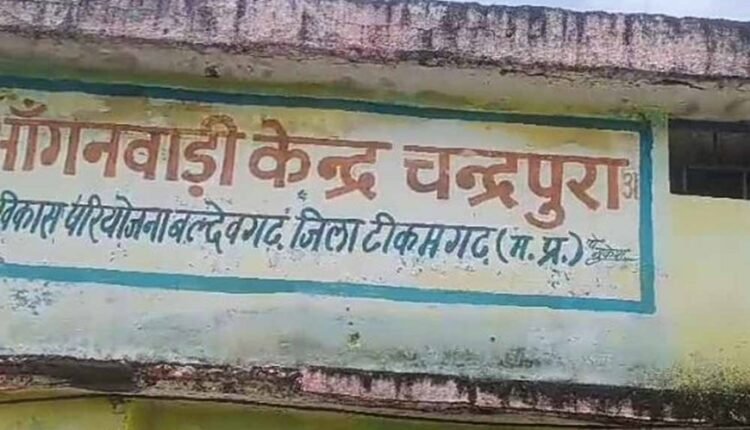 आँगनवाड़ी केन्द्र चन्द्रपुरा अ
विकास परियोजना बल्देवगढ़ जिला टीकमगढ़ (म. प्र.)